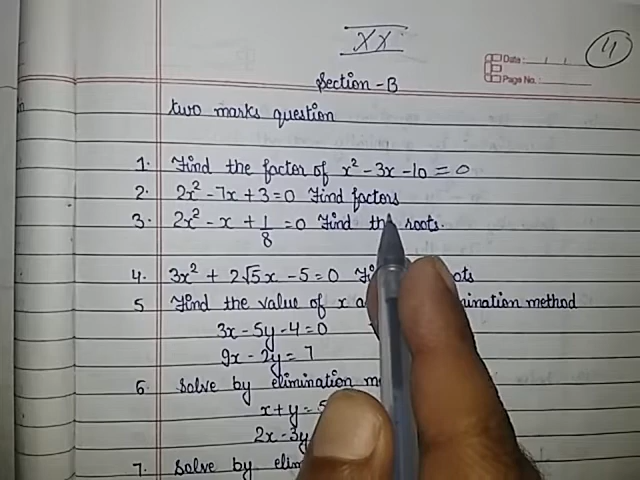 XX
4
Date:
Page No.:
Section-B
two marks question
1. Find the factor of x² - 3x - 10 = 0
2. 2x² - 7x + 3 = 0 Find factors
3. 2x² - x + 1/8 = 0 Find the roots.
4. 3x² + 2√5x - 5 = 0
5 Find the value of x method
3x - 5y - 4 = 0
9x - 2y = 7
6. Solve by elimination
x + y =
2x - 3y
7. Solve by